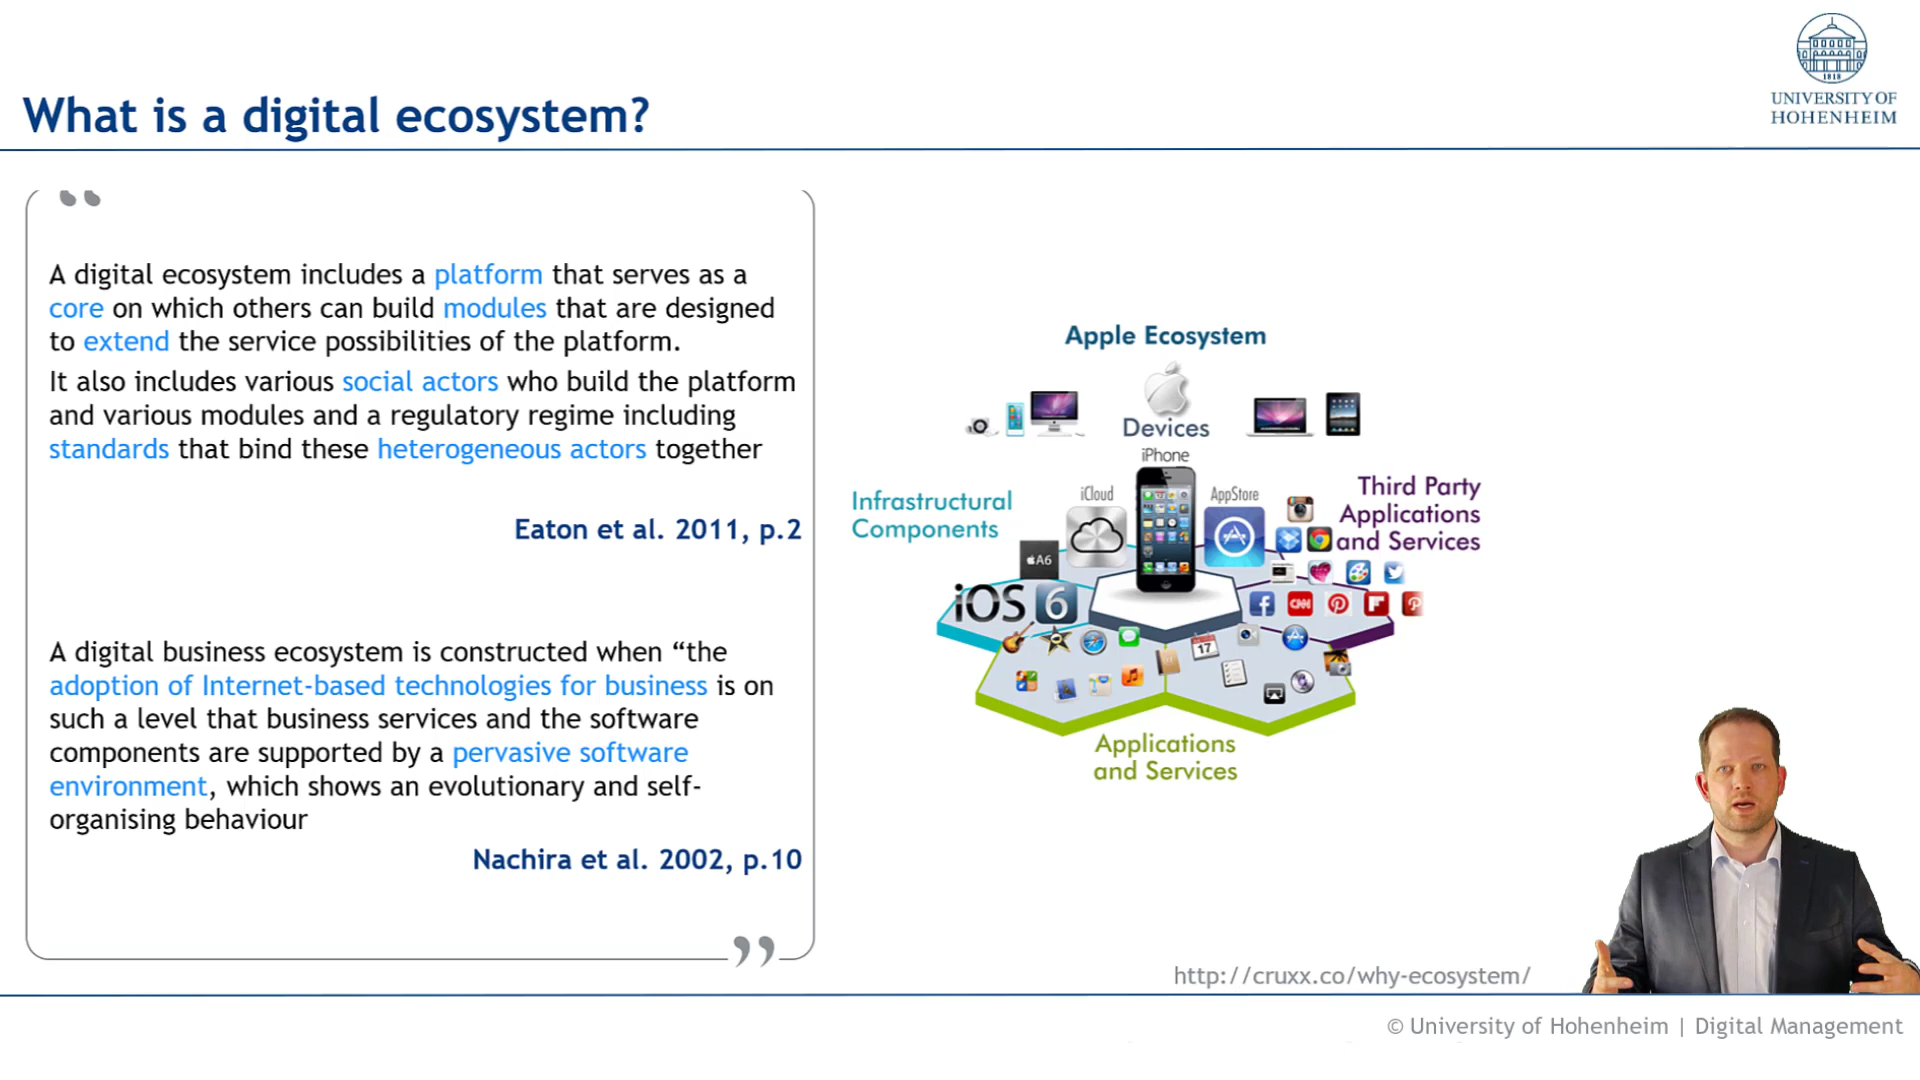 What is a digital ecosystem?
1818
UNIVERSITY OF
HOHENHEIM
“
A digital ecosystem includes a platform that serves as a
core on which others can build modules that are designed
to extend the service possibilities of the platform.
It also includes various social actors who build the platform
and various modules and a regulatory regime including
standards that bind these heterogeneous actors together
Eaton et al. 2011, p.2
A digital business ecosystem is constructed when “the
adoption of Internet-based technologies for business is on
such a level that business services and the software
components are supported by a pervasive software
environment, which shows an evolutionary and self-
organising behaviour
Nachira et al. 2002, p.10
”
Apple Ecosystem
Devices
iPhone
iCloud
AppStore
Infrastructural
Components
Third Party
Applications
and Services
A6
iOS 6
CNN
17
Applications
and Services
http://cruxx.co/why-ecosystem/
© University of Hohenheim | Digital Management